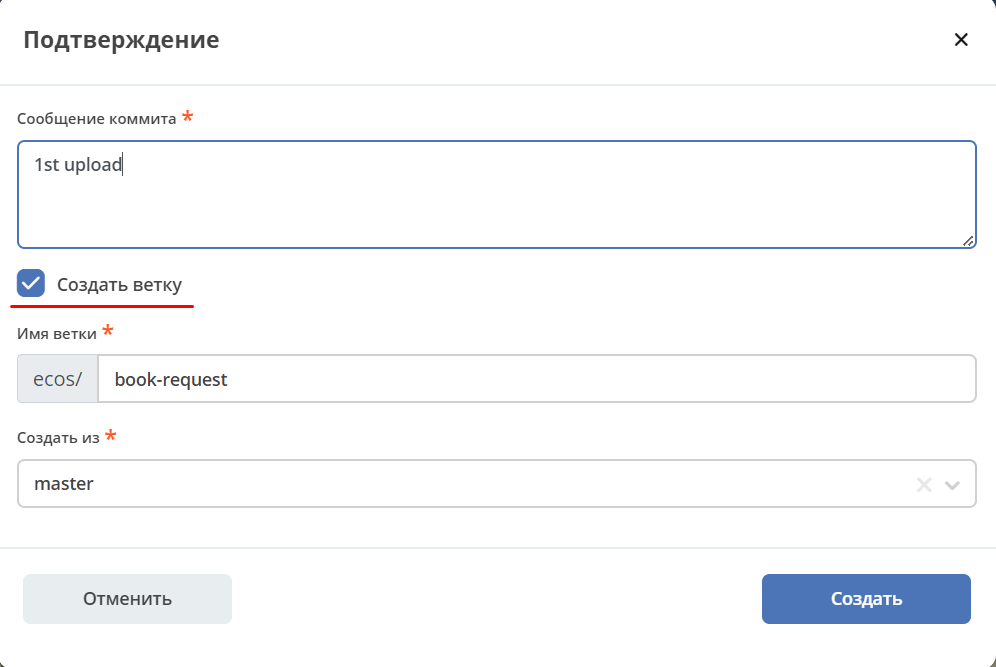 Подтверждение
Сообщение коммита *
1st upload
Создать ветку
Имя ветки *
ecos/ book-request
Создать из *
master
Отменить Создать